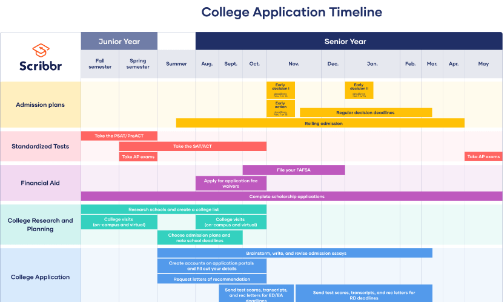 College Application Timeline
Scribbr
Junior Year
Senior Year
Fall
semester
Spring
semester
Summer
Aug.
Sept.
Oct.
Nov.
Dec.
Jan.
Feb.
Mar.
Apr.
May
Admission plans
Early
decision I
Early
decision II
Early
action
Regular decision deadlines
Rolling admission
Standardized Tests
Take the PSAT/ PreACT
Take the SAT/ACT
Take AP exams
Take AP exams
Financial Aid
File your FAFSA
Apply for application fee
waivers
Complete scholarship applications
College Research and
Planning
Research schools and create a college list
College visits
(on-campus and virtual)
College visits
(on-campus and virtual)
Choose admission plans and
note school deadlines
College Application
Brainstorm, write, and revise admission essays
Create accounts on application portals
and fill out your details
Request letters of recommendation
Send test scores, transcripts,
and rec letters for ED/EA
deadlines
Send test scores, transcripts, and rec letters for
RD deadlines